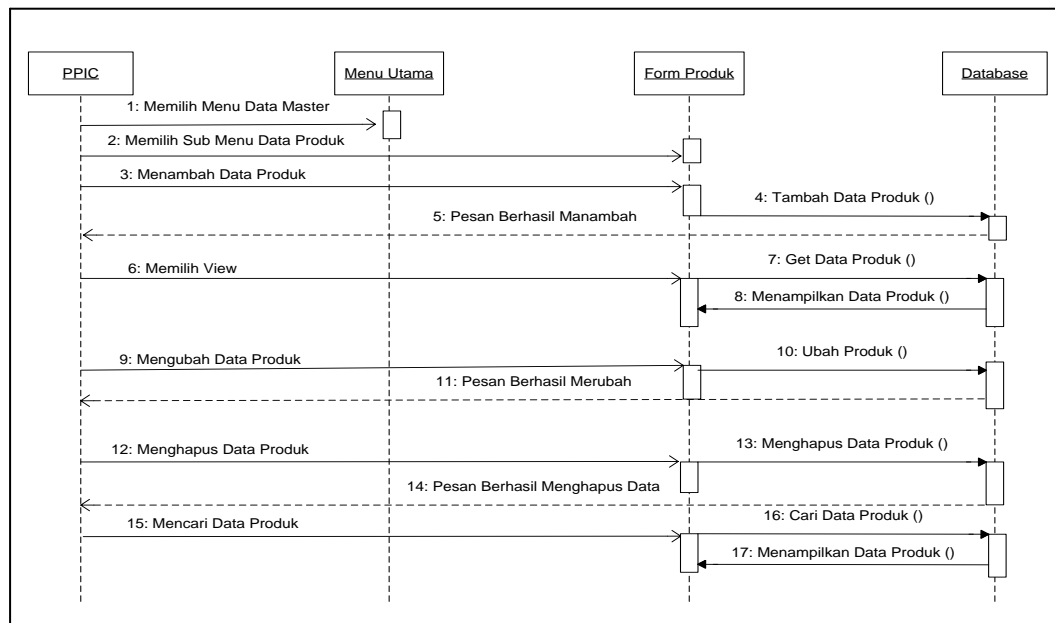 PPIC
Menu Utama
Form Produk
Database
1: Memilih Menu Data Master
2: Memilih Sub Menu Data Produk
3: Menambah Data Produk
4: Tambah Data Produk ()
5: Pesan Berhasil Manambah
6: Memilih View
7: Get Data Produk ()
8: Menampilkan Data Produk ()
9: Mengubah Data Produk
10: Ubah Produk ()
11: Pesan Berhasil Merubah
12: Menghapus Data Produk
13: Menghapus Data Produk ()
14: Pesan Berhasil Menghapus Data
15: Mencari Data Produk
16: Cari Data Produk ()
17: Menampilkan Data Produk ()